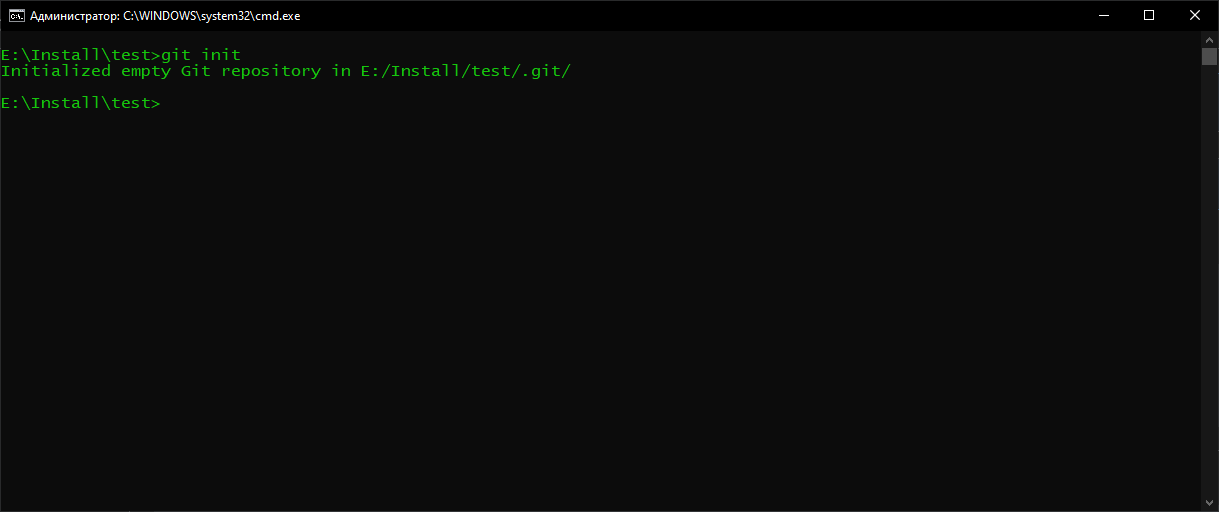 Администратор: C:\WINDOWS\system32\cmd.exe
E:\Install\test>git init
Initialized empty Git repository in E:/Install/test/.git/
E:\Install\test>